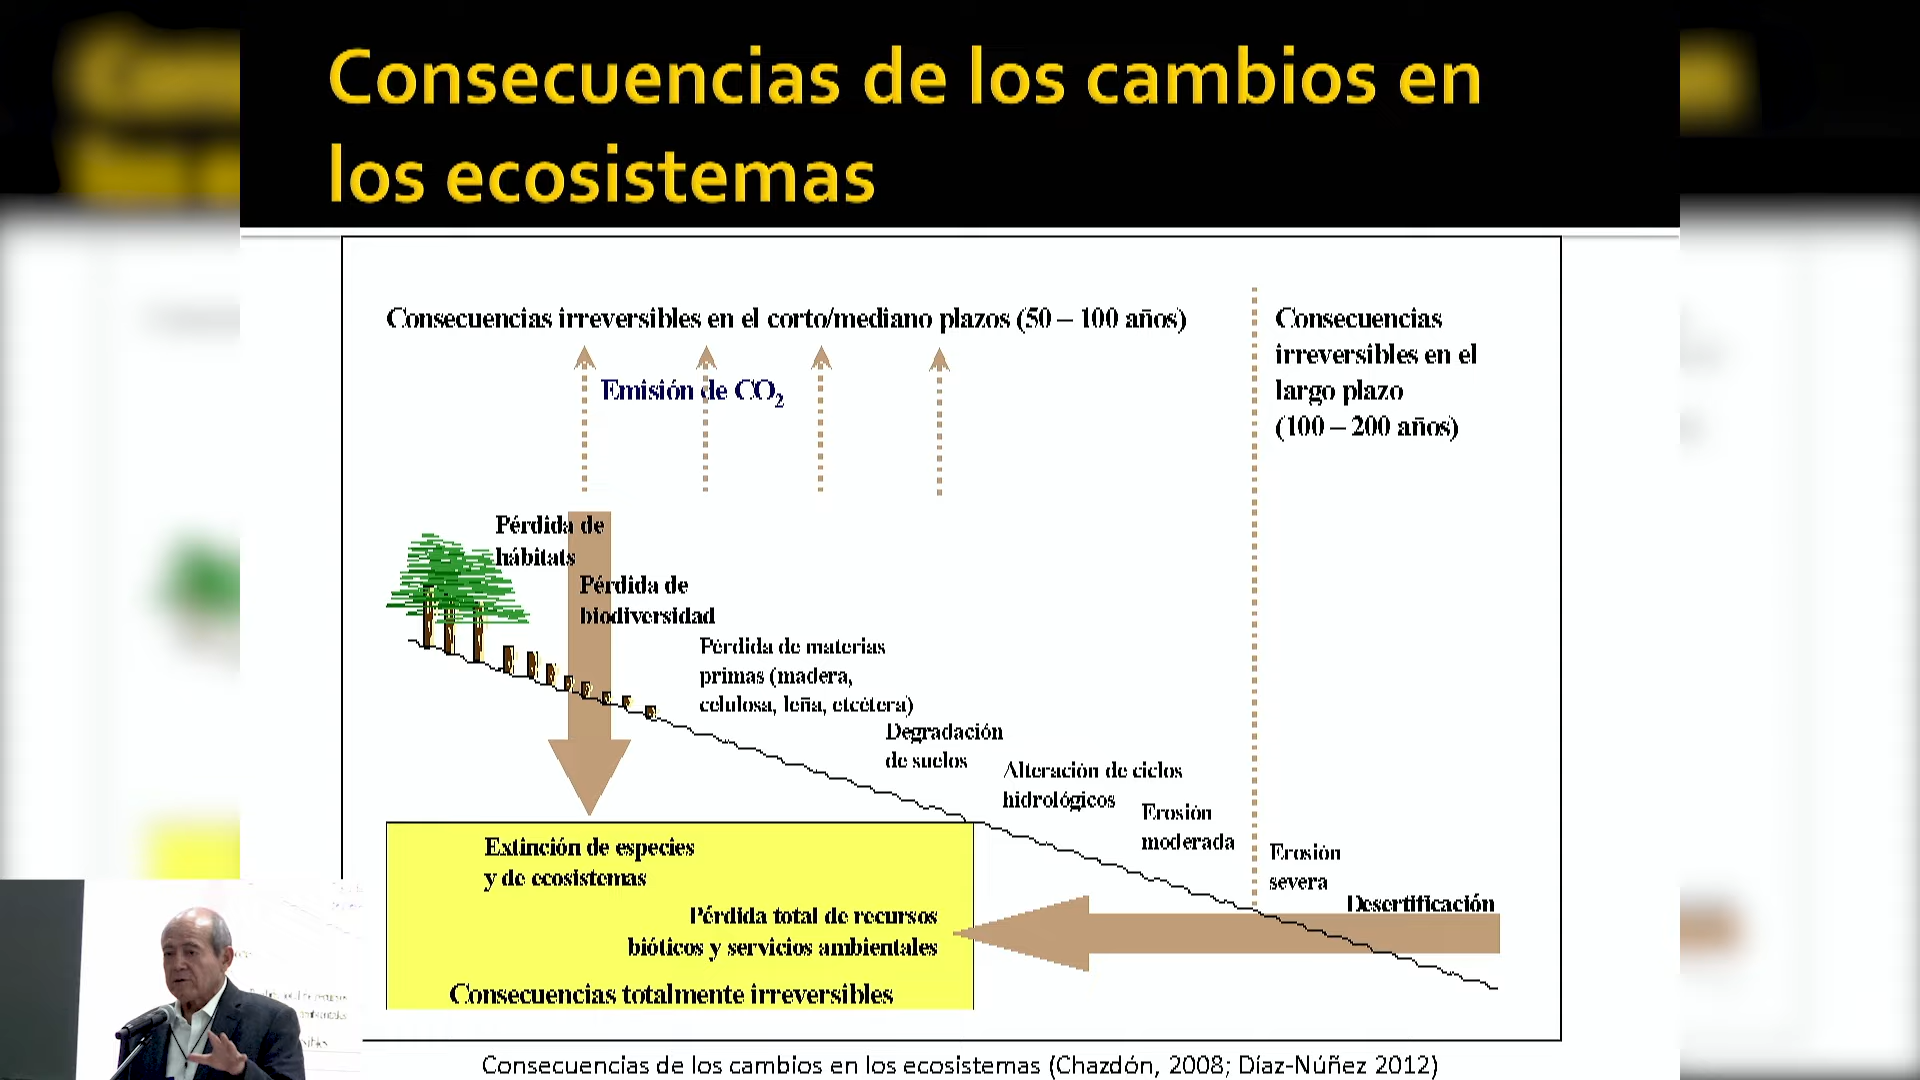 Consecuencias de los cambios en
los ecosistemas
Consecuencias irreversibles en el corto/mediano plazos (50 – 100 años)
Consecuencias
irreversibles en el
largo plazo
(100 – 200 años)
Emisión de CO₂
Pérdida de
hábitats
Pérdida de
biodiversidad
Pérdida de materias
primas (madera,
celulosa, leña, etcétera)
Degradación
de suelos
Alteración de ciclos
hidrológicos
Erosión
moderada
Erosión
severa
Desertificación
Extinción de especies
y de ecosistemas
Pérdida total de recursos
bióticos y servicios ambientales
Consecuencias totalmente irreversibles
Consecuencias de los cambios en los ecosistemas (Chazdón, 2008; Díaz-Núñez 2012)